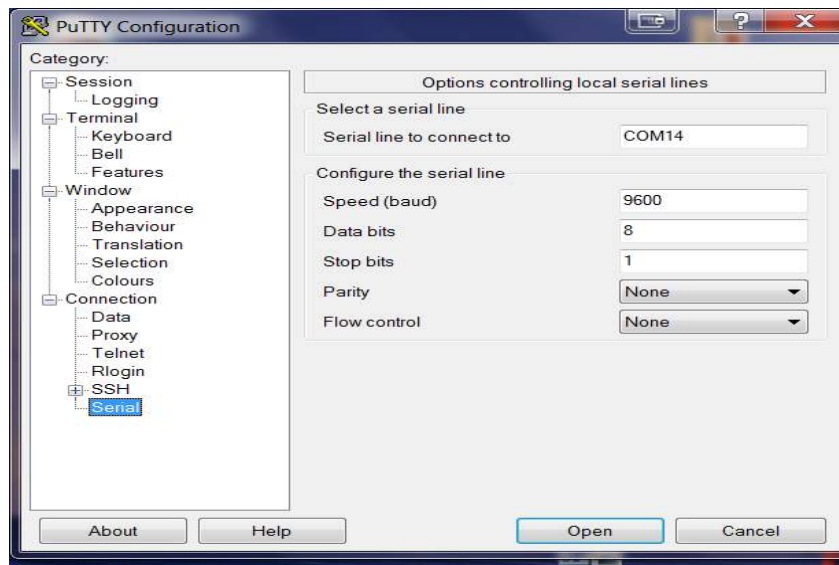 PuTTY Configuration
Category:
Session
Logging
Terminal
Keyboard
Bell
Features
Window
Appearance
Behaviour
Translation
Selection
Colours
Connection
Data
Proxy
Telnet
Rlogin
SSH
Serial
Options controlling local serial lines
Select a serial line
Serial line to connect to COM14
Configure the serial line
Speed (baud) 9600
Data bits 8
Stop bits 1
Parity None
Flow control None
About Help Open Cancel